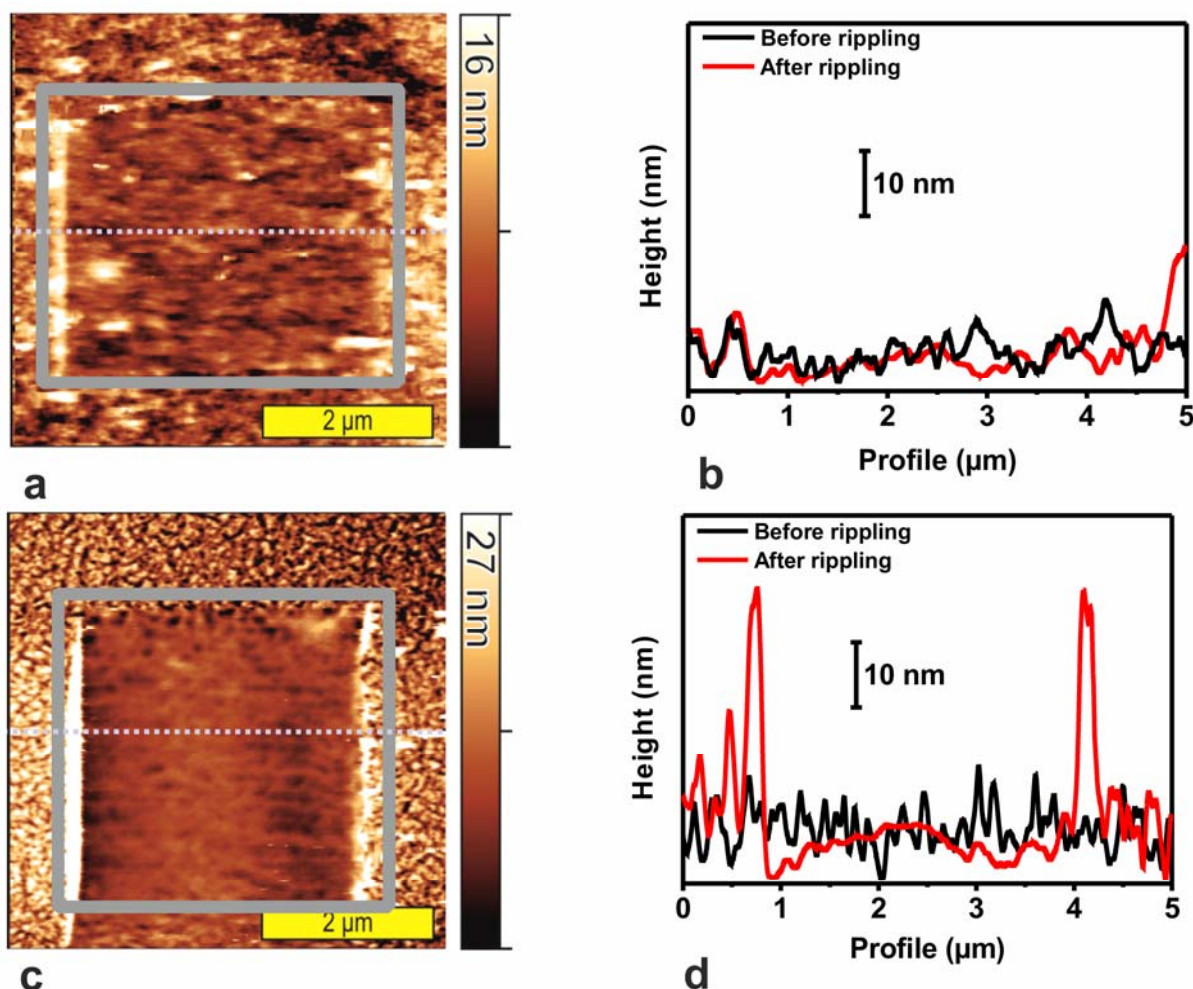 16 nm
2 µm
a
Before rippling
After rippling
10 nm
Height (nm)
0 1 2 3 4 5
Profile (µm)
b
27 nm
2 µm
c
Before rippling
After rippling
10 nm
Height (nm)
0 1 2 3 4 5
Profile (µm)
d